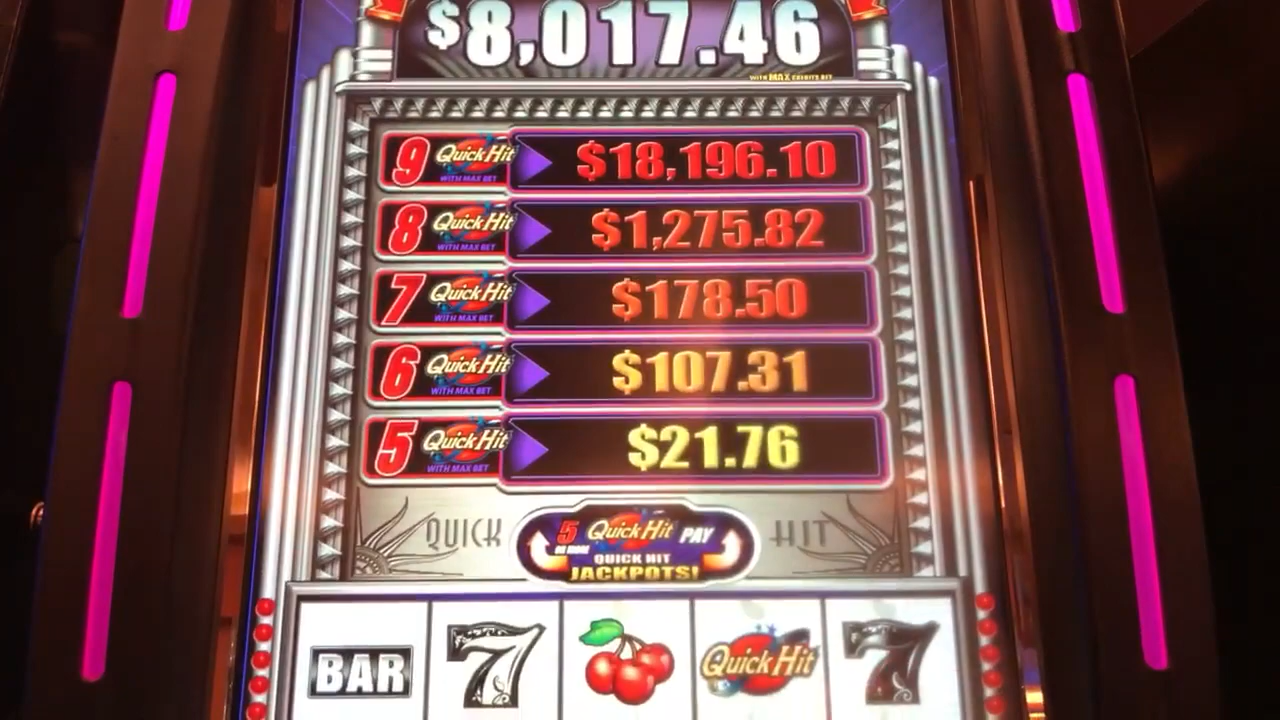 $8,017.46
WITH MAX CREDITS BET
9 Quick Hit $18,196.10
WITH MAX BET
8 Quick Hit $1,275.82
WITH MAX BET
7 Quick Hit $178.50
WITH MAX BET
6 Quick Hit $107.31
WITH MAX BET
5 Quick Hit $21.76
WITH MAX BET
QUICK HIT
5 OR MORE Quick Hit PAY
QUICK HIT
JACKPOTS!
BAR 7 Quick Hit 7